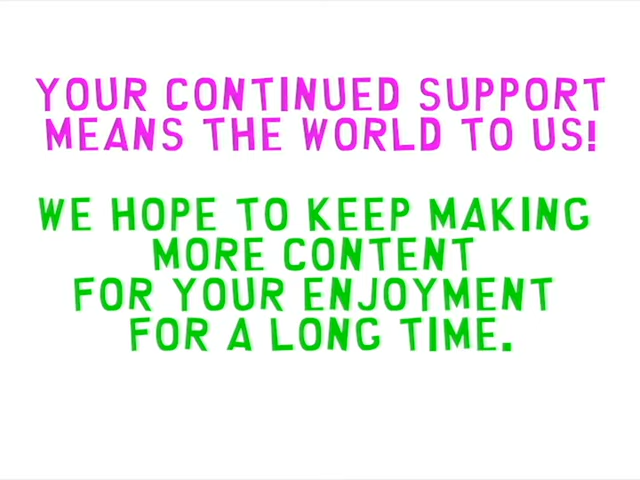 YOUR CONTINUED SUPPORT
MEANS THE WORLD TO US!
WE HOPE TO KEEP MAKING
MORE CONTENT
FOR YOUR ENJOYMENT
FOR A LONG TIME.